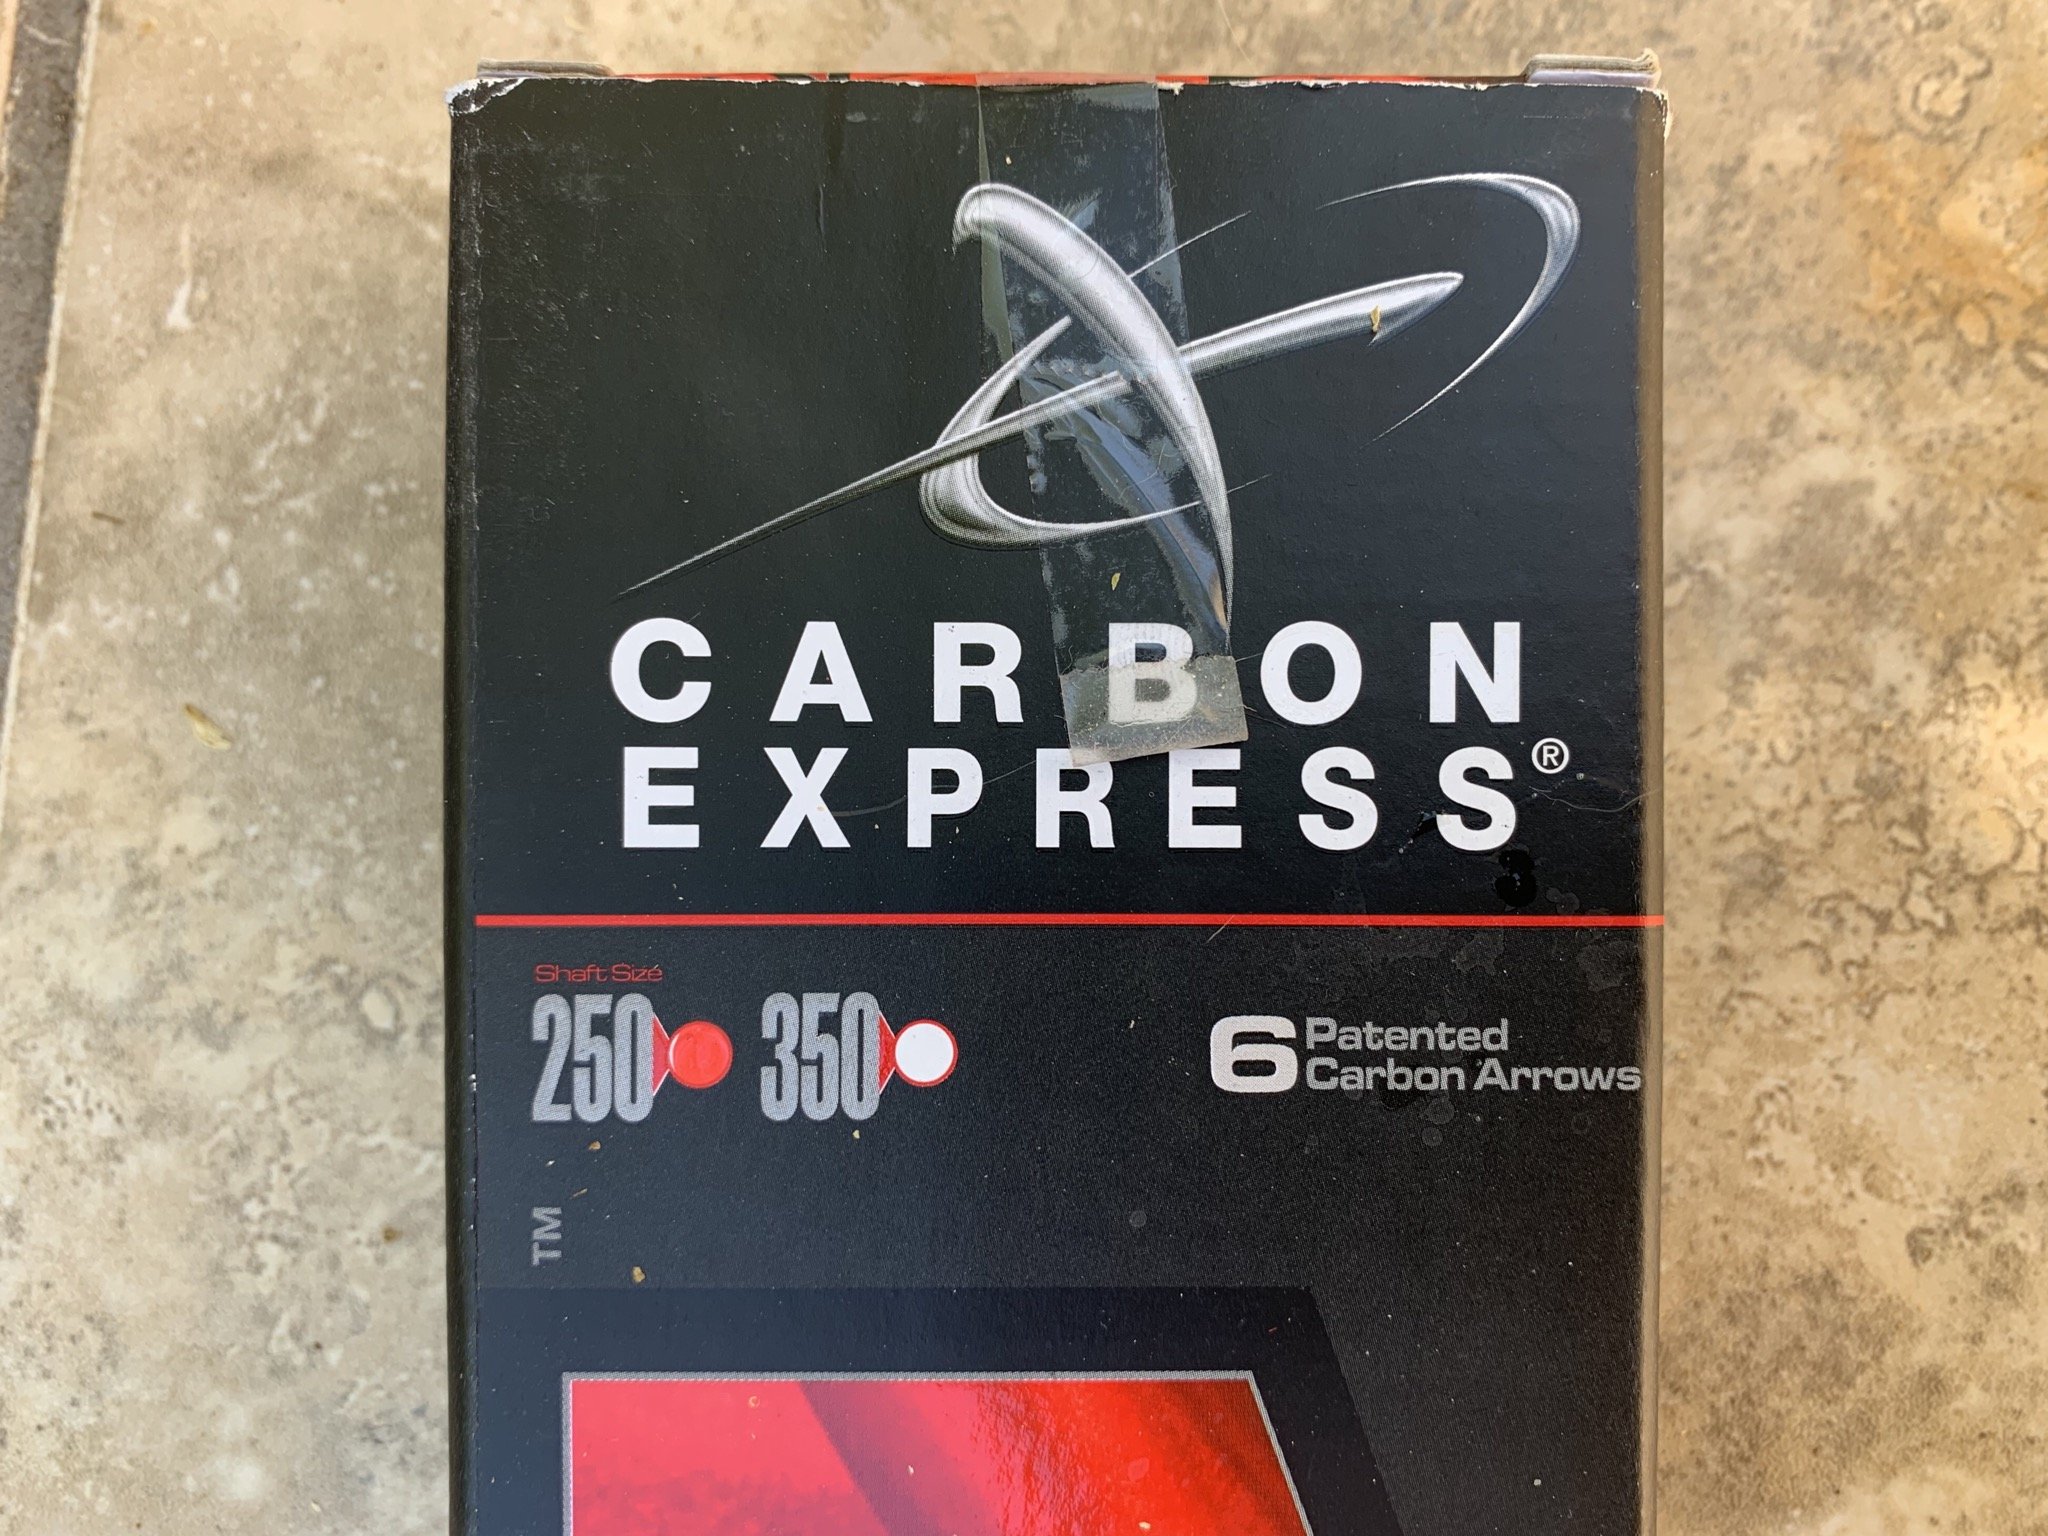 CARBON
EXPRESS®
Shaft Size
250 350
6 Patented
Carbon Arrows
TM